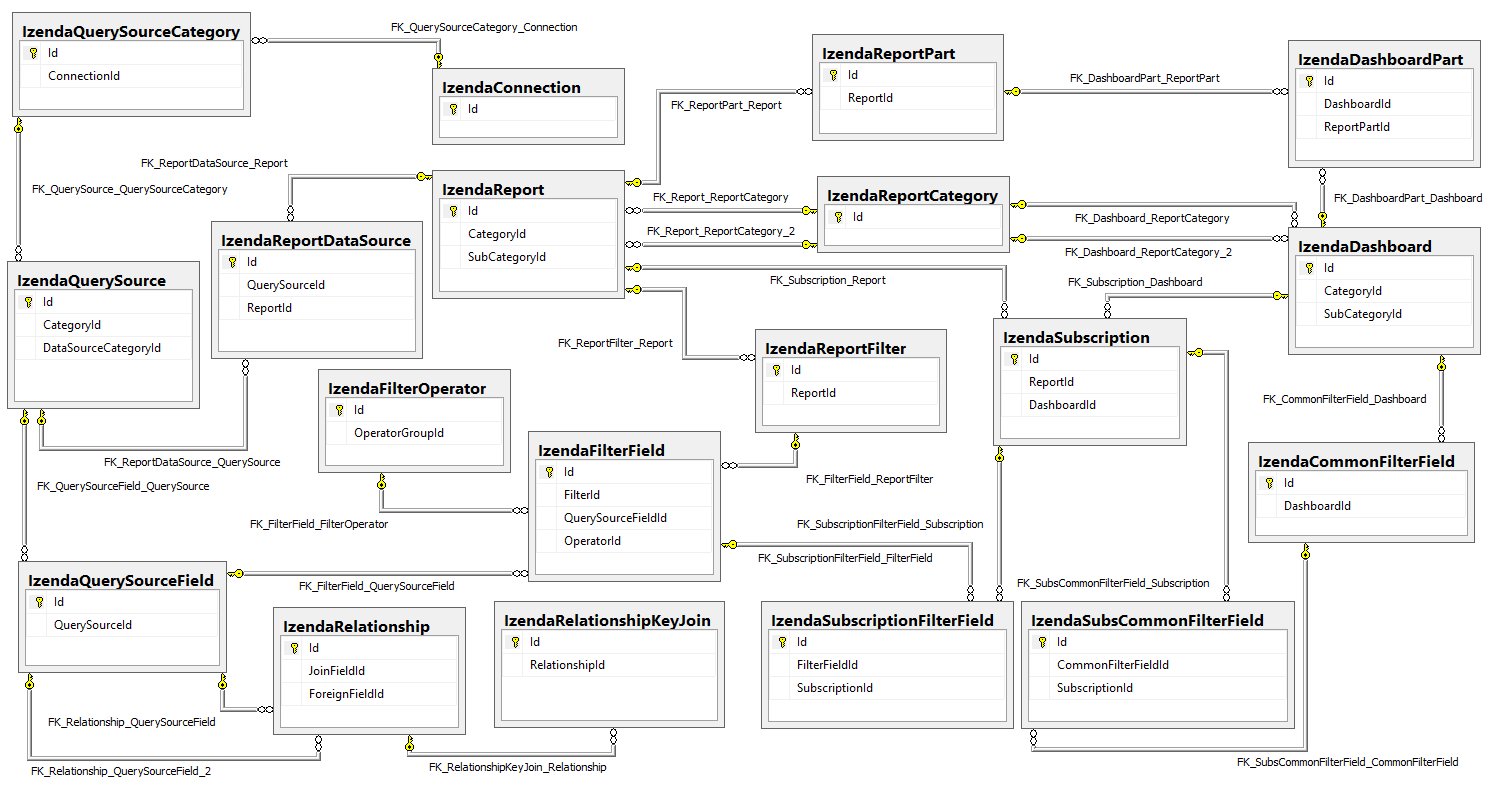 IzendaQuerySourceCategory
Id
ConnectionId
FK_QuerySourceCategory_Connection
IzendaConnection
Id
IzendaReportPart
Id
ReportId
FK_DashboardPart_ReportPart
IzendaDashboardPart
Id
DashboardId
ReportPartId
FK_ReportPart_Report
FK_ReportDataSource_Report
FK_QuerySource_QuerySourceCategory
IzendaReport
Id
CategoryId
SubCategoryId
FK_Report_ReportCategory
FK_Report_ReportCategory_2
IzendaReportCategory
Id
FK_Dashboard_ReportCategory
FK_Dashboard_ReportCategory_2
FK_DashboardPart_Dashboard
IzendaReportDataSource
Id
QuerySourceId
ReportId
IzendaDashboard
Id
CategoryId
SubCategoryId
FK_Subscription_Report
FK_Subscription_Dashboard
IzendaQuerySource
Id
CategoryId
DataSourceCategoryId
FK_ReportFilter_Report
IzendaReportFilter
Id
ReportId
IzendaSubscription
Id
ReportId
DashboardId
IzendaFilterOperator
Id
OperatorGroupId
FK_CommonFilterField_Dashboard
FK_ReportDataSource_QuerySource
FK_QuerySourceField_QuerySource
IzendaFilterField
Id
FilterId
QuerySourceFieldId
OperatorId
FK_FilterField_ReportFilter
IzendaCommonFilterField
Id
DashboardId
FK_FilterField_FilterOperator
FK_SubscriptionFilterField_Subscription
FK_SubscriptionFilterField_FilterField
FK_FilterField_QuerySourceField
FK_SubsCommonFilterField_Subscription
IzendaQuerySourceField
Id
QuerySourceId
IzendaRelationship
Id
JoinFieldId
ForeignFieldId
IzendaRelationshipKeyJoin
Id
RelationshipId
IzendaSubscriptionFilterField
Id
FilterFieldId
SubscriptionId
IzendaSubsCommonFilterField
Id
CommonFilterFieldId
SubscriptionId
FK_Relationship_QuerySourceField
FK_Relationship_QuerySourceField_2
FK_RelationshipKeyJoin_Relationship
FK_SubsCommonFilterField_CommonFilterField